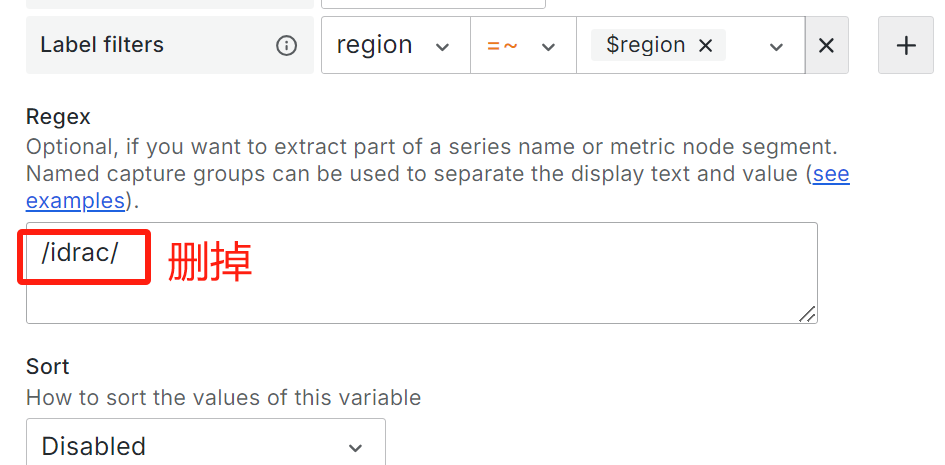 Label filters region =~ $region
Regex
Optional, if you want to extract part of a series name or metric node segment.
Named capture groups can be used to separate the display text and value (see
examples).
/idrac/ 删掉
Sort
How to sort the values of this variable
Disabled